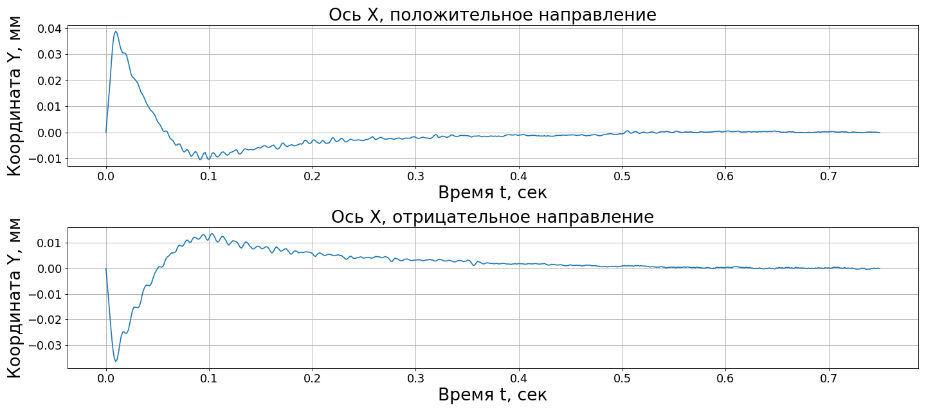 Ось X, положительное направление
Координата Y, мм
0.04
0.03
0.02
0.01
0.00
−0.01
0.0 0.1 0.2 0.3 0.4 0.5 0.6 0.7
Время t, сек
Ось X, отрицательное направление
Координата Y, мм
0.01
0.00
−0.01
−0.02
−0.03
0.0 0.1 0.2 0.3 0.4 0.5 0.6 0.7
Время t, сек